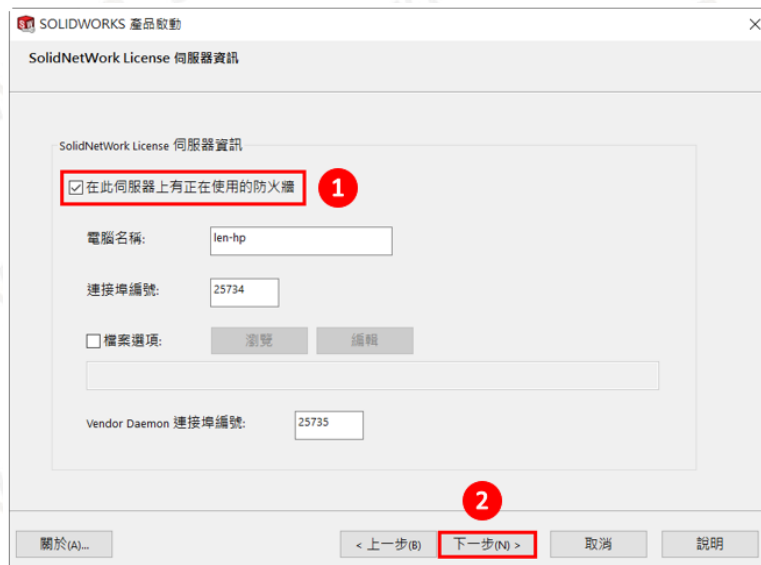 SOLIDWORKS 產品啟動
SolidNetWork License 伺服器資訊
SolidNetWork License 伺服器資訊
在此伺服器上有正在使用的防火牆
1
電腦名稱: len-hp
連接埠編號: 25734
檔案選項: 瀏覽 編輯
Vendor Daemon 連接埠編號: 25735
2
關於(A)... < 上一步(B) 下一步(N) > 取消 說明